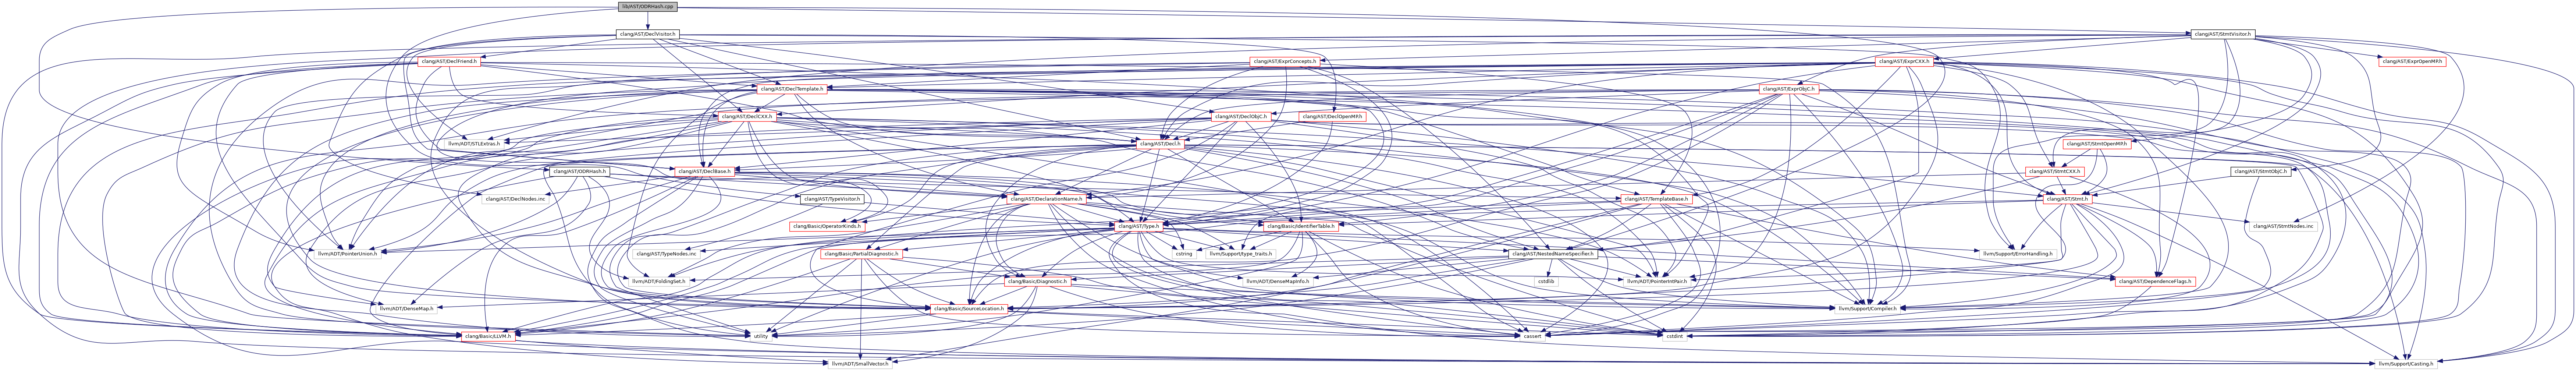 lib/AST/ODRHash.cpp
clang/AST/DeclVisitor.h
clang/AST/StmtVisitor.h
clang/AST/DeclFriend.h
clang/AST/ExprConcepts.h
clang/AST/ExprCXX.h
clang/AST/ExprOpenMP.h
clang/AST/DeclTemplate.h
clang/AST/ExprObjC.h
clang/AST/DeclCXX.h
clang/AST/DeclObjC.h
clang/AST/DeclOpenMP.h
llvm/ADT/STLExtras.h
clang/AST/Decl.h
clang/AST/StmtOpenMP.h
clang/AST/ODRHash.h
clang/AST/DeclBase.h
clang/AST/StmtCXX.h
clang/AST/StmtObjC.h
clang/AST/DeclNodes.inc
clang/AST/TypeVisitor.h
clang/AST/DeclarationName.h
clang/AST/TemplateBase.h
clang/AST/Stmt.h
clang/Basic/OperatorKinds.h
clang/AST/Type.h
clang/Basic/IdentifierTable.h
clang/AST/StmtNodes.inc
llvm/ADT/PointerUnion.h
clang/AST/TypeNodes.inc
clang/Basic/PartialDiagnostic.h
cstring
llvm/Support/type_traits.h
clang/AST/NestedNameSpecifier.h
llvm/Support/ErrorHandling.h
llvm/ADT/FoldingSet.h
clang/Basic/Diagnostic.h
llvm/ADT/DenseMapInfo.h
cstdlib
llvm/ADT/PointerIntPair.h
clang/AST/DependenceFlags.h
llvm/ADT/DenseMap.h
clang/Basic/SourceLocation.h
llvm/Support/Compiler.h
clang/Basic/LLVM.h
utility
cassert
cstdint
llvm/ADT/SmallVector.h
llvm/Support/Casting.h